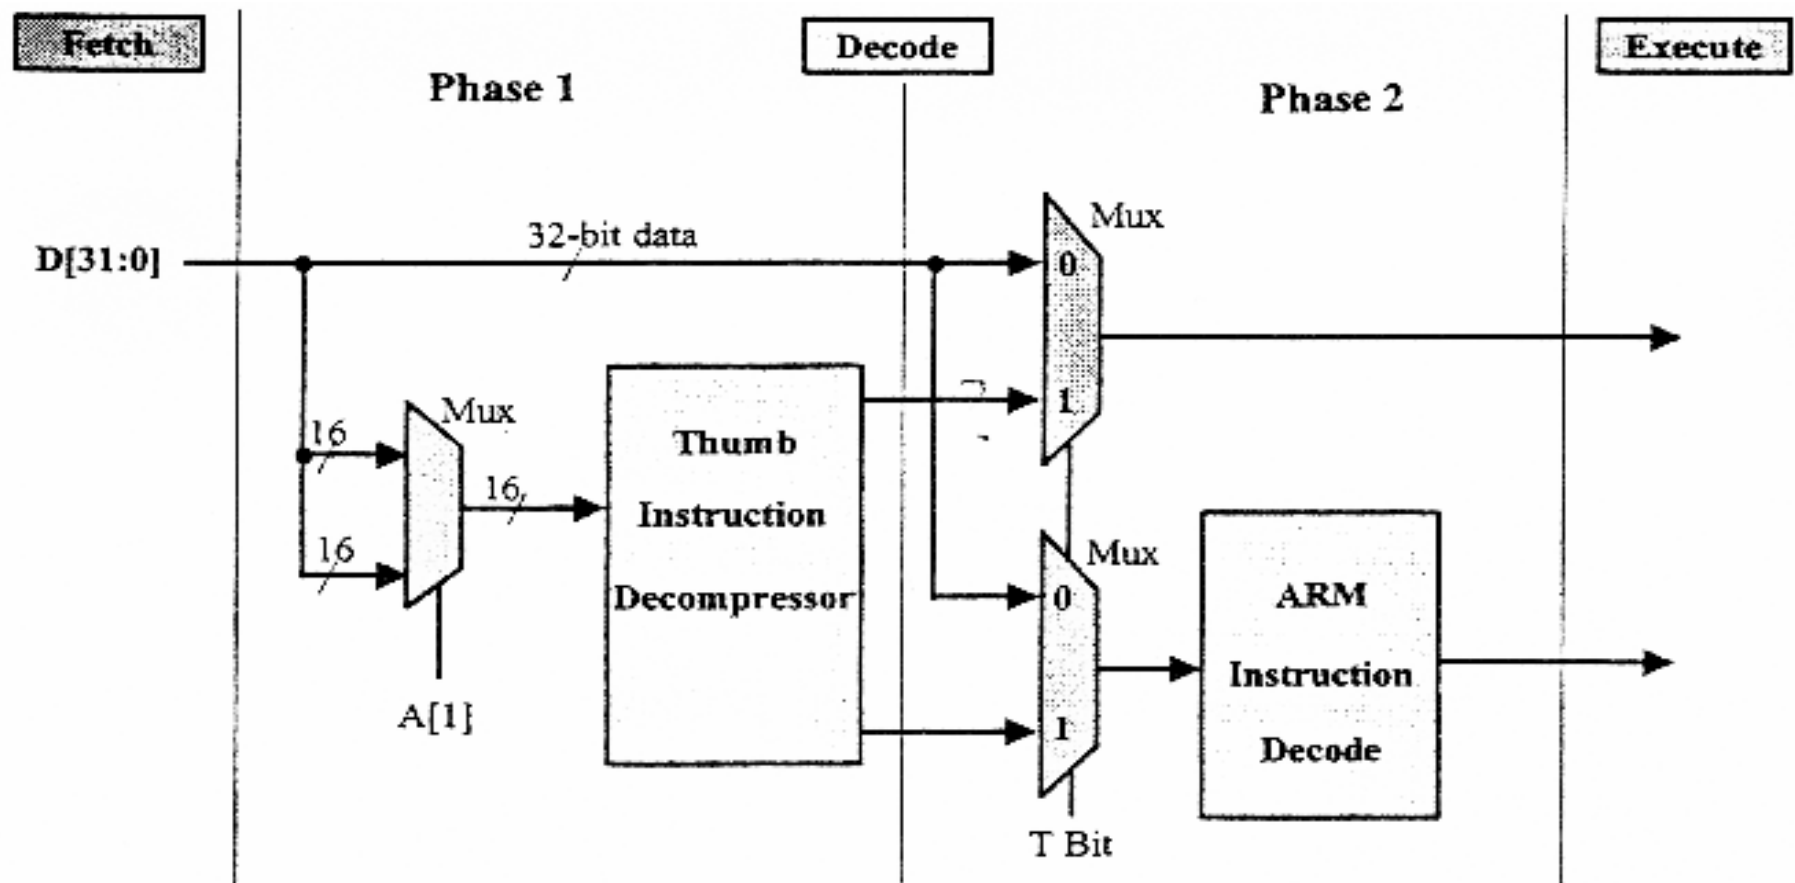 Fetch
Decode
Execute
Phase 1
Phase 2
D[31:0]
32-bit data
Mux
0
1
16
16
Mux
16
A[1]
Thumb
Instruction
Decompressor
Mux
0
1
T Bit
ARM
Instruction
Decode